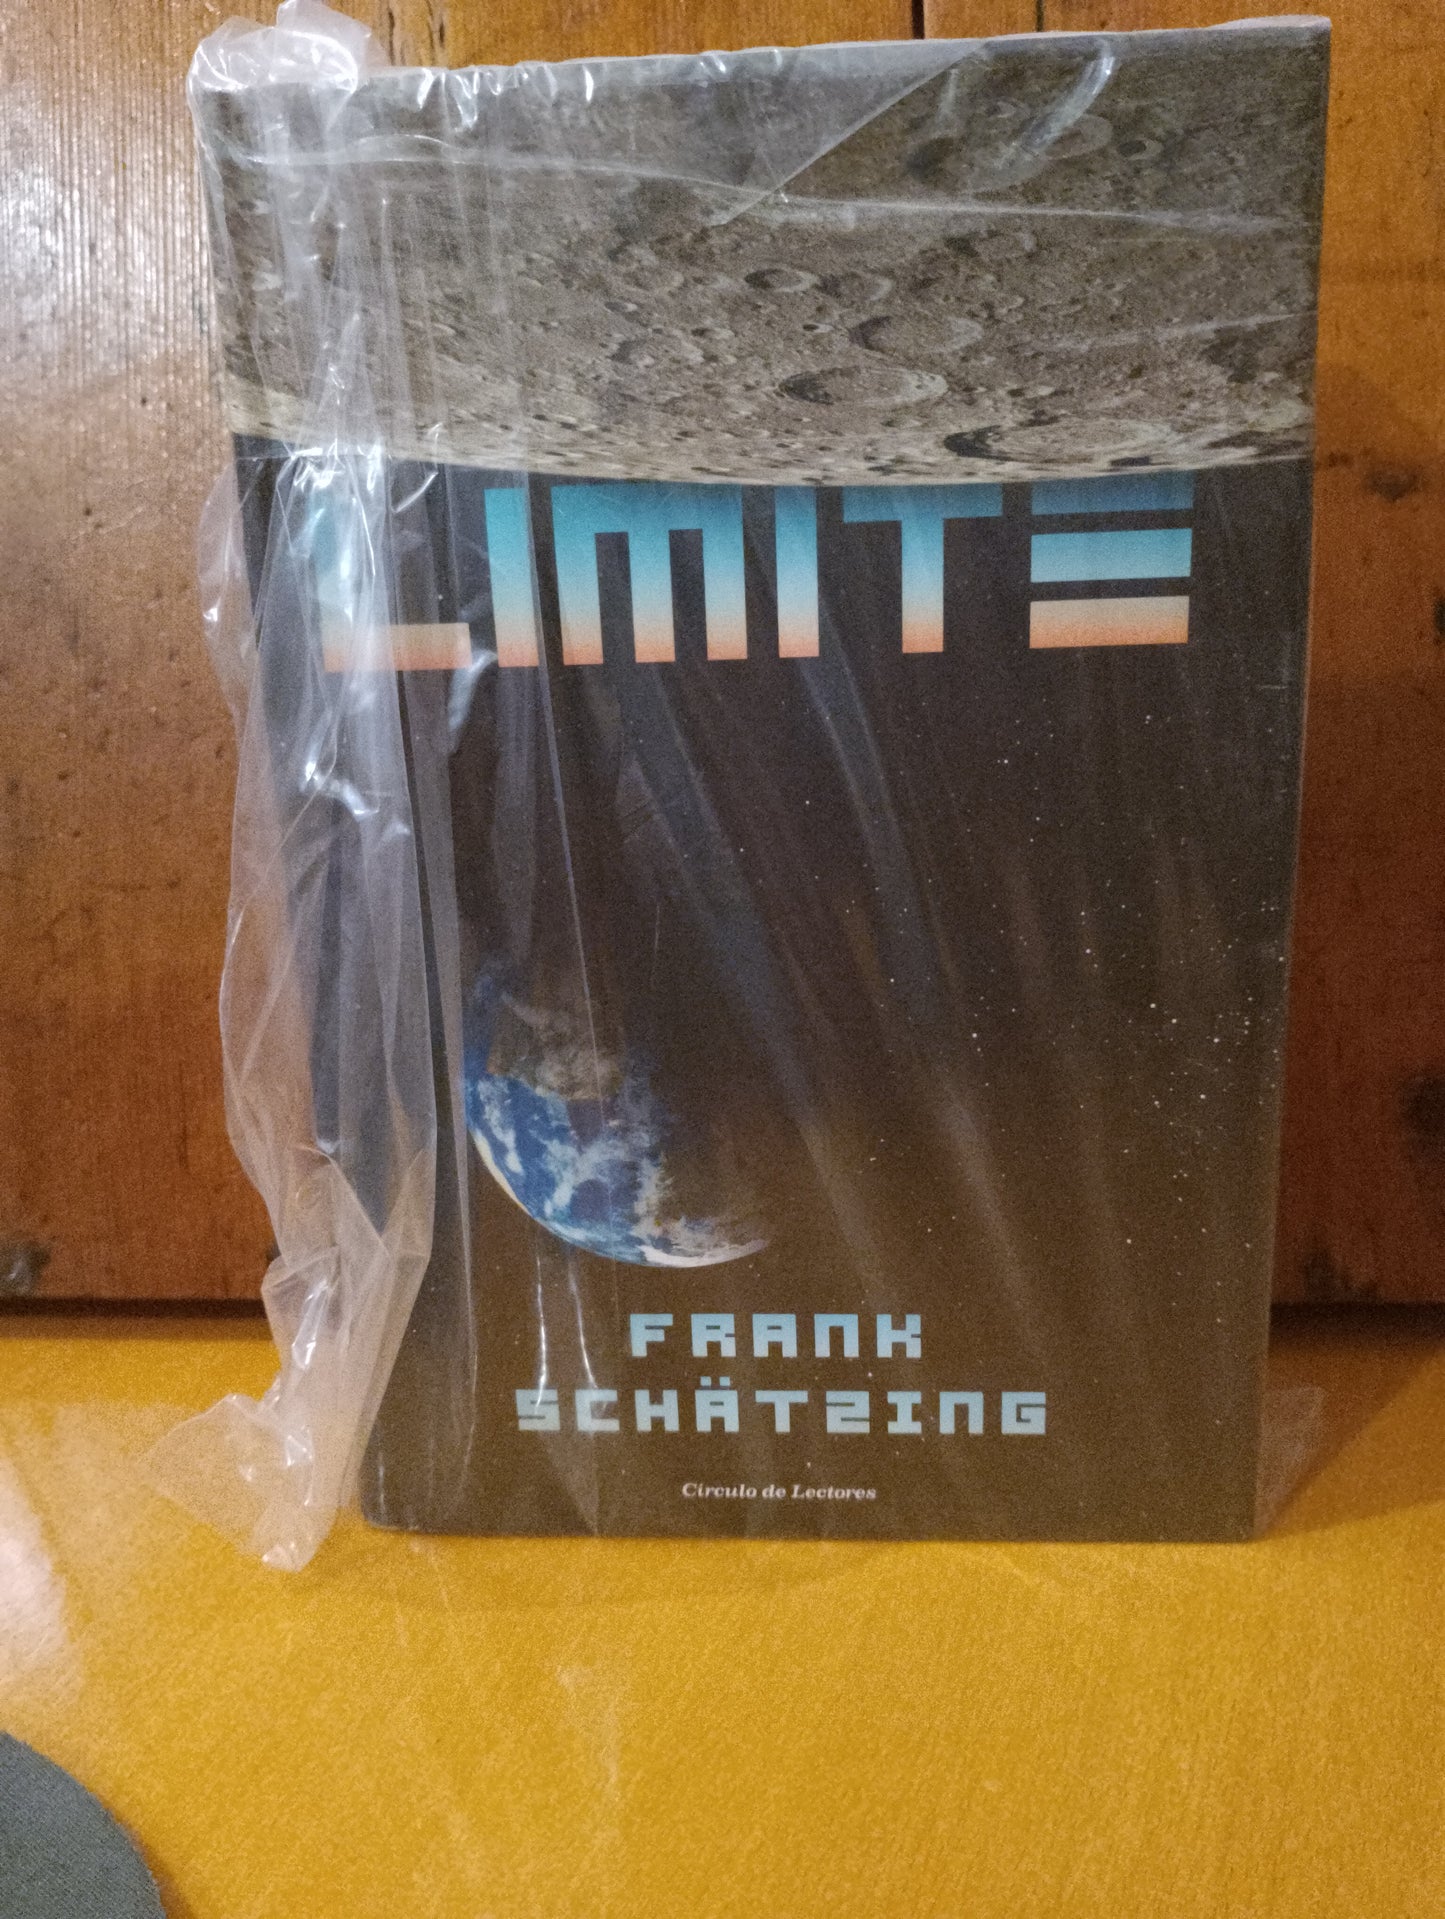 LIMITE
FRANK
SCHÄTZING
Círculo de Lectores